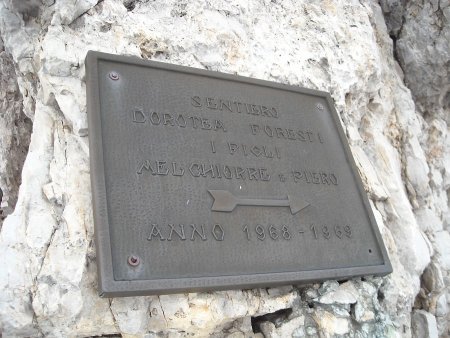 SENTIERO
DOROTEA FORESTI
I FIGLI
MELCHIORRE E PIERO
ANNO 1968 - 1969